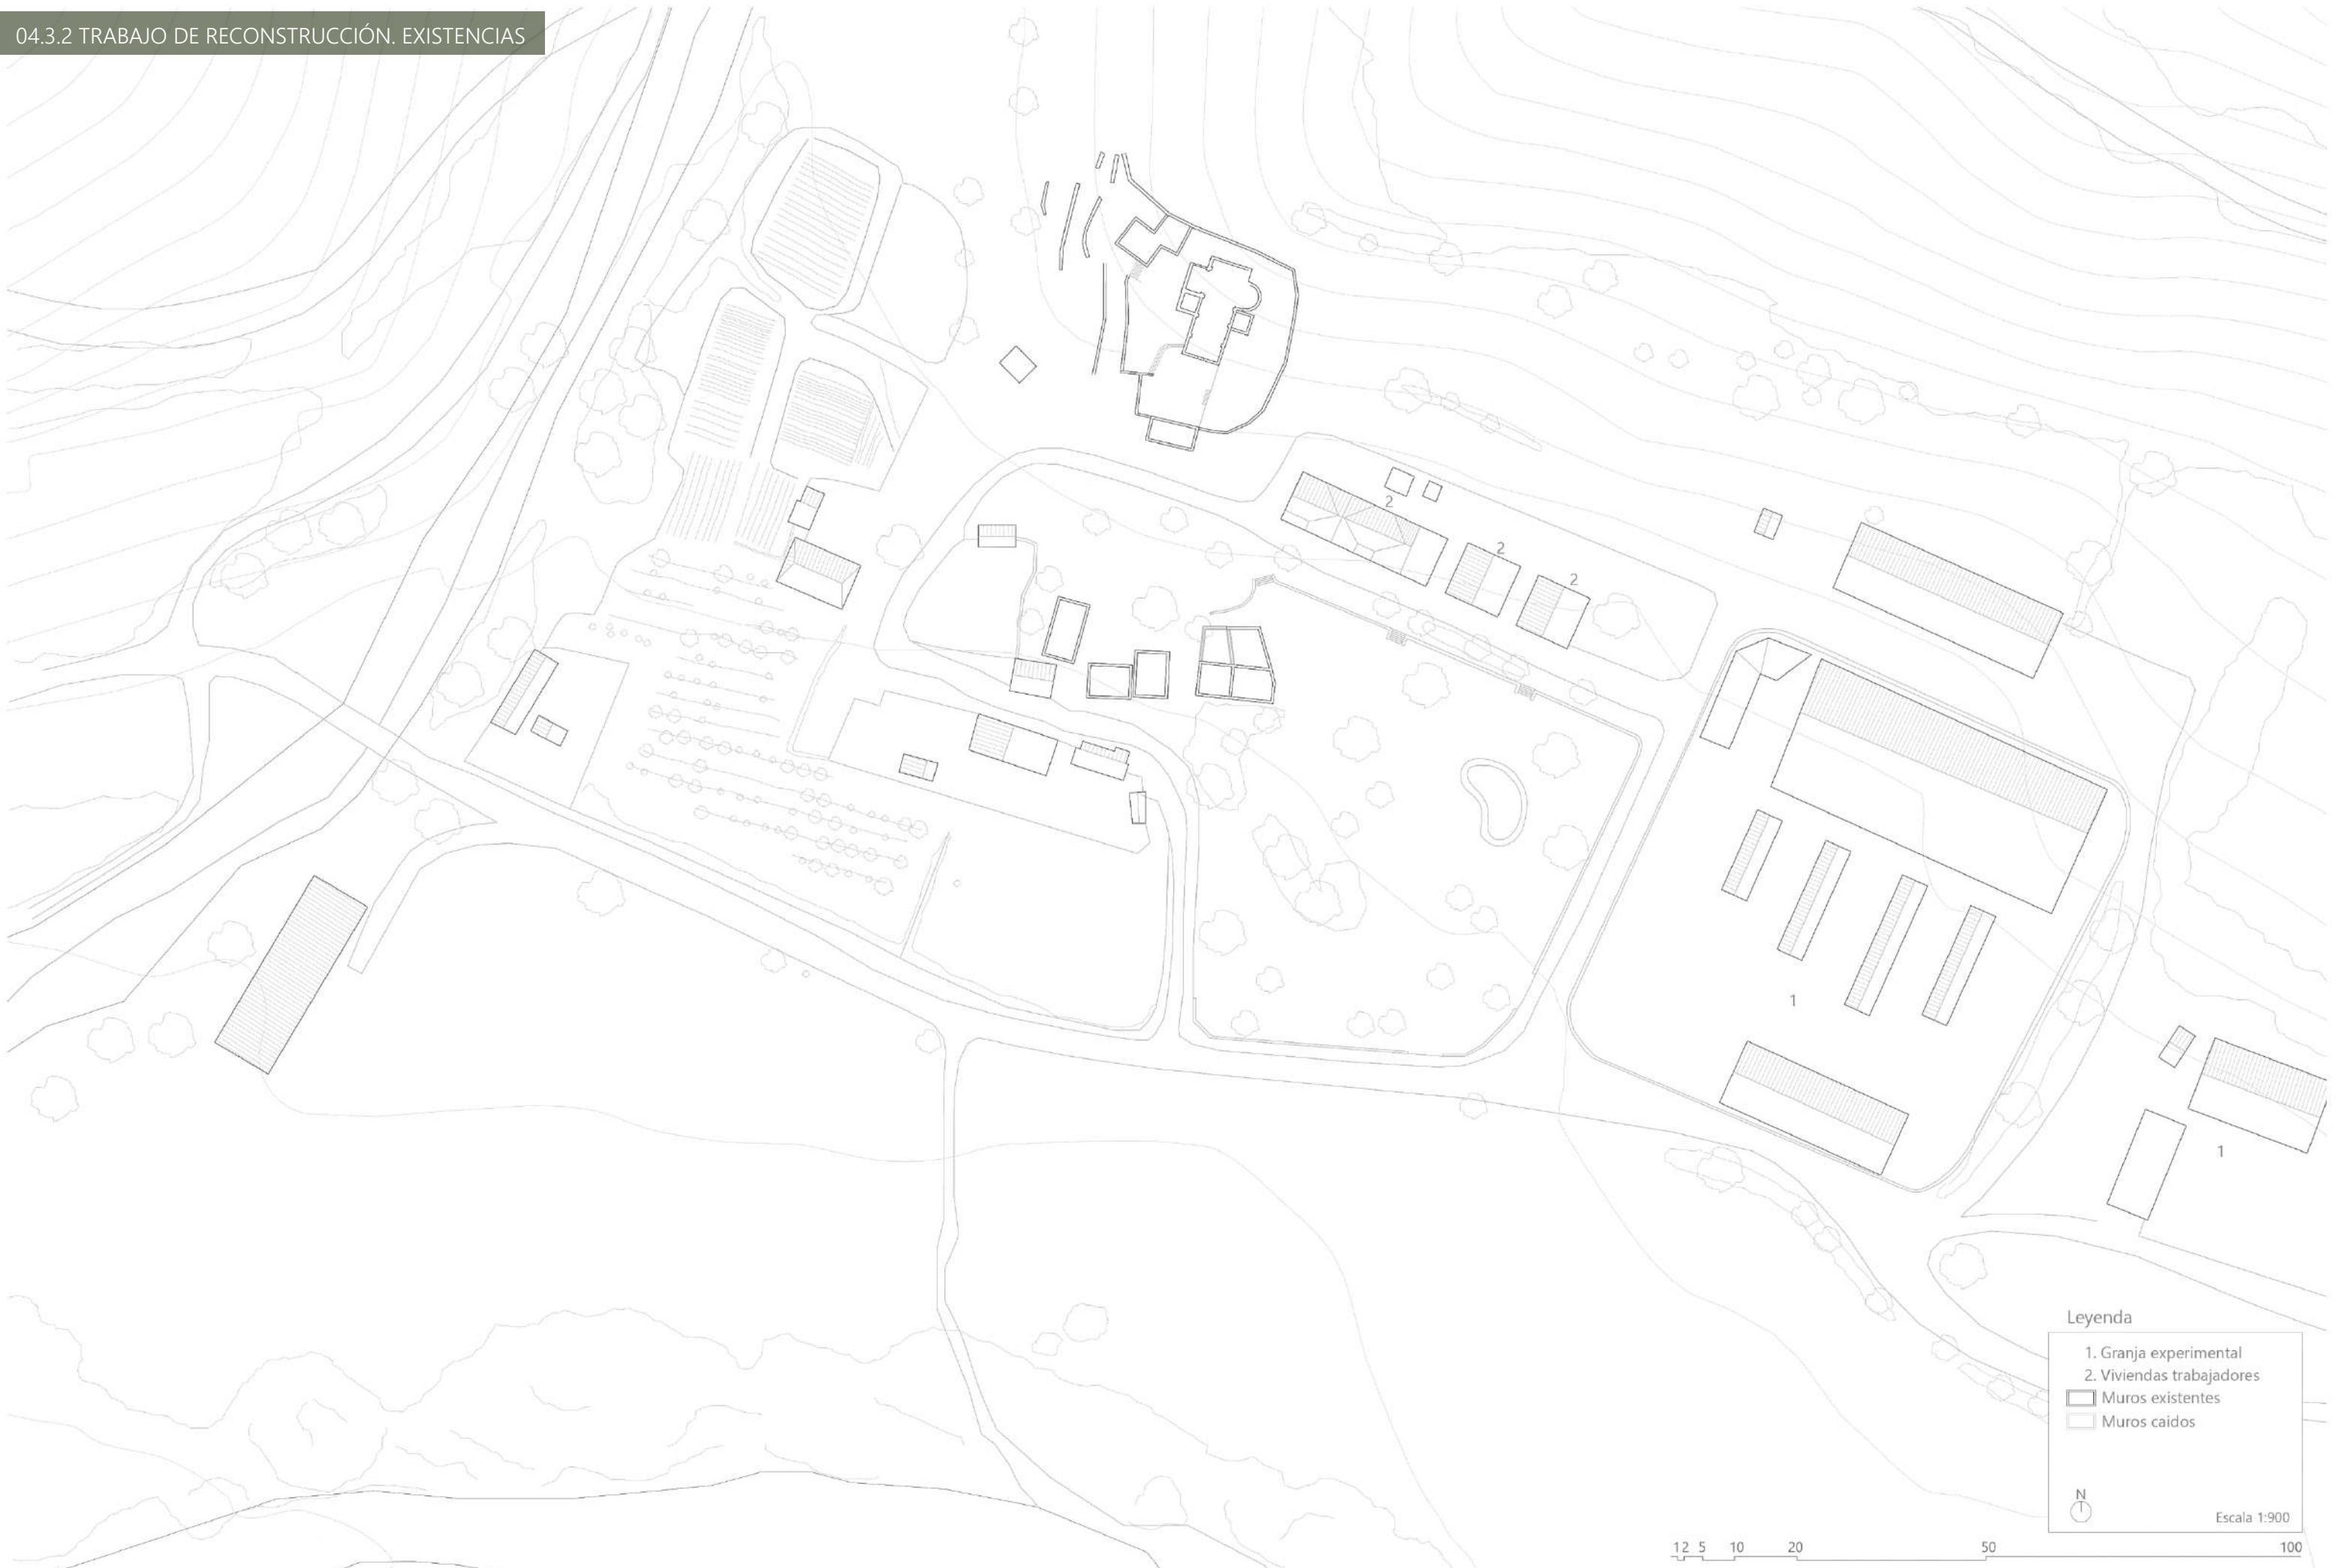 04.3.2 TRABAJO DE RECONSTRUCCIÓN. EXISTENCIAS
2
2
2
1
1
Leyenda
1. Granja experimental
2. Viviendas trabajadores
Muros existentes
Muros caidos
N
Escala 1:900
1 2 5 10 20 50 100